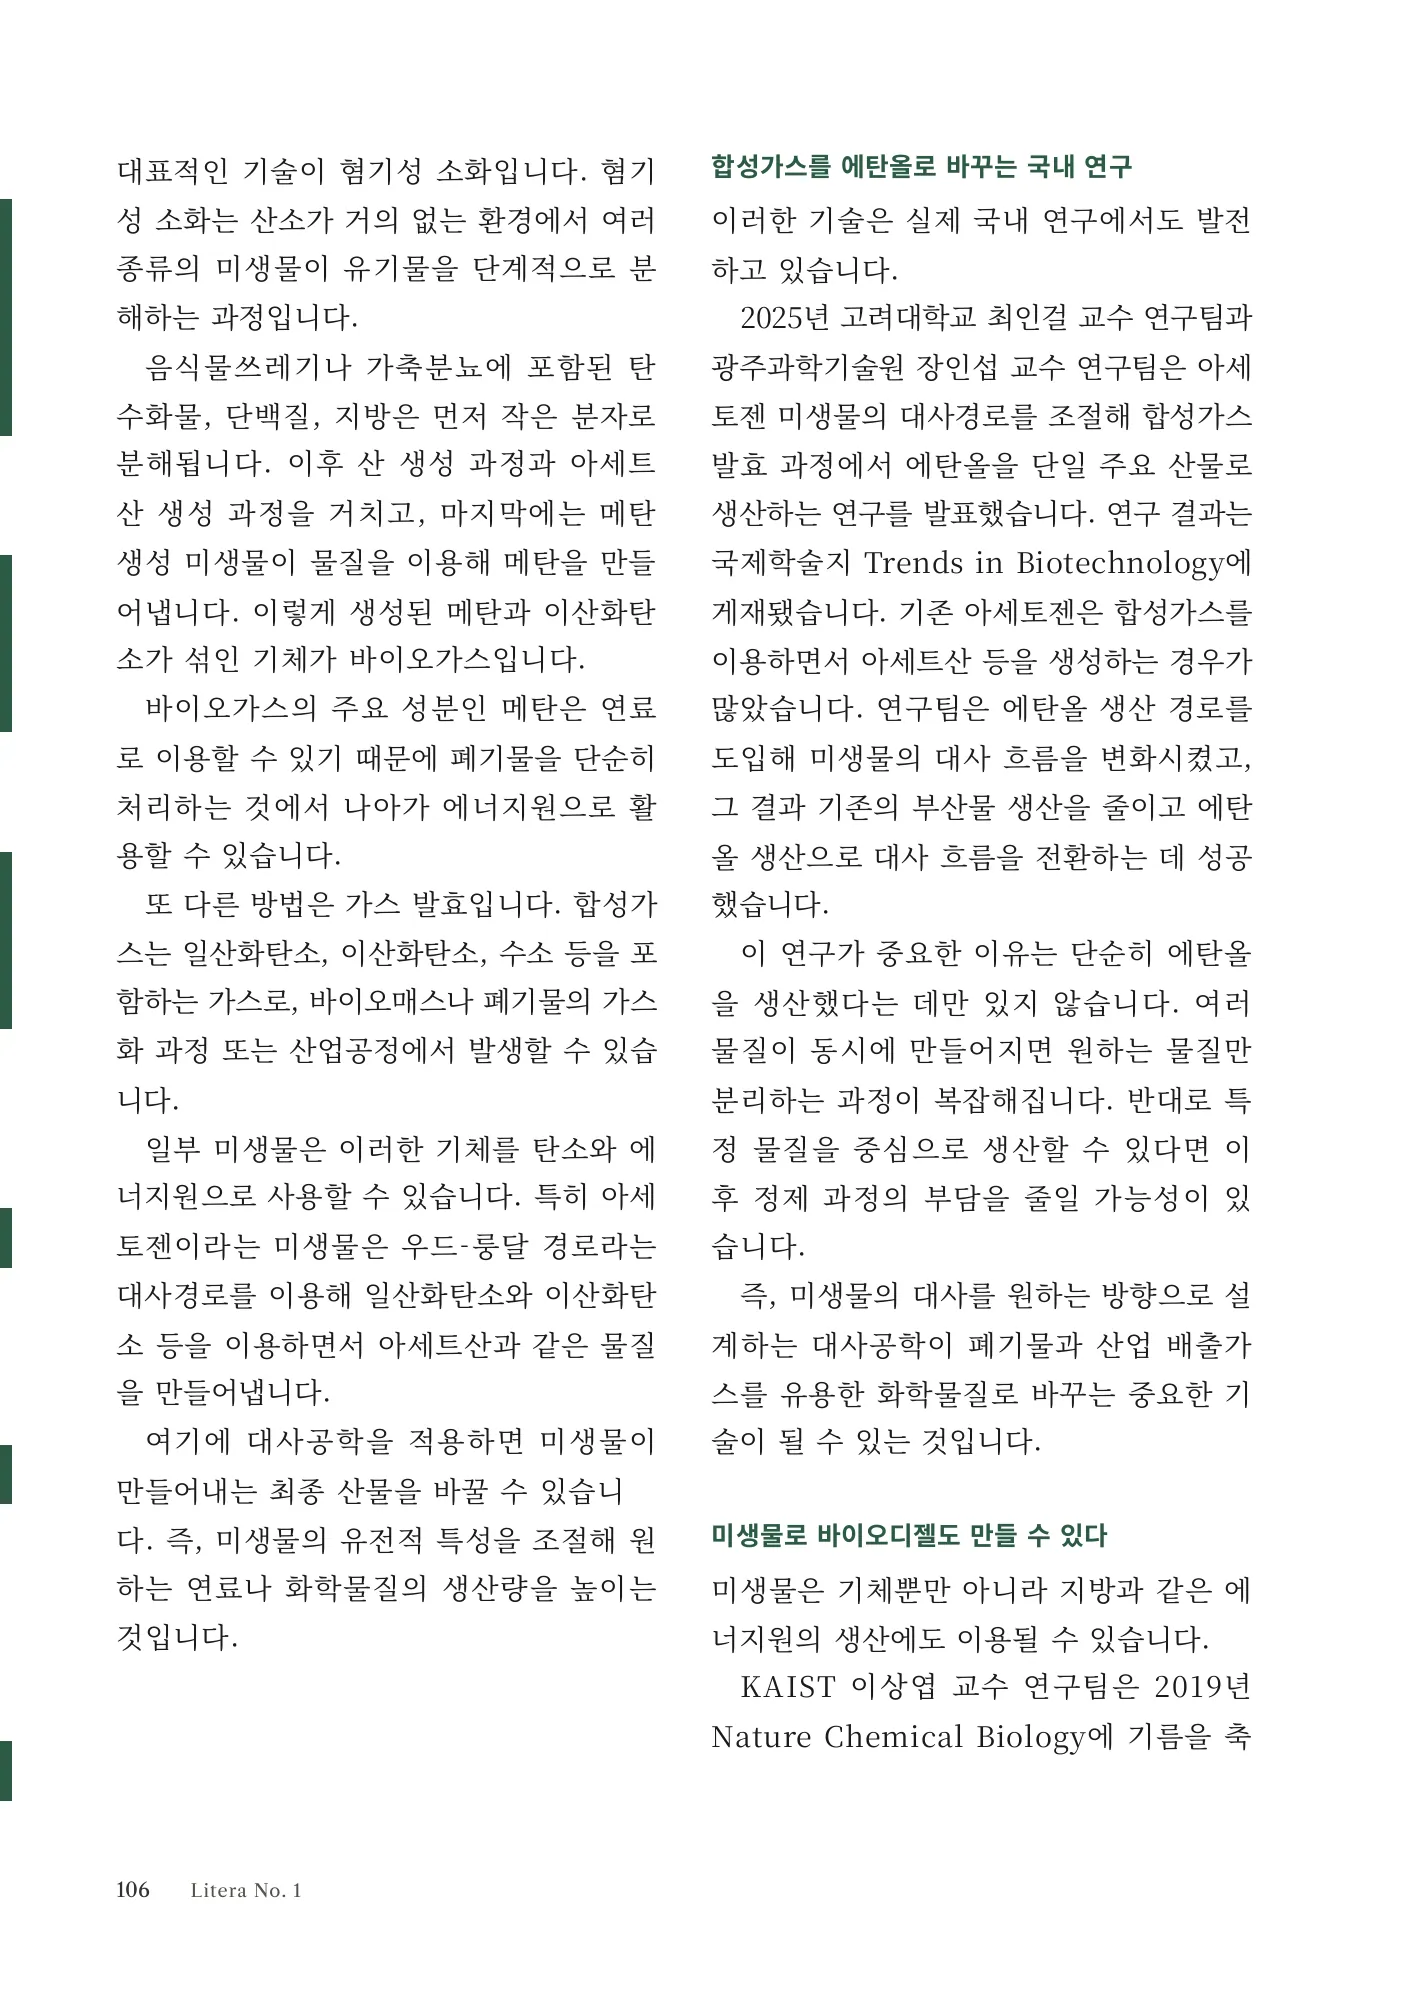 대표적인 기술이 혐기성 소화입니다. 혐기
성 소화는 산소가 거의 없는 환경에서 여러
종류의 미생물이 유기물을 단계적으로 분
해하는 과정입니다.
음식물쓰레기나 가축분뇨에 포함된 탄
수화물, 단백질, 지방은 먼저 작은 분자로
분해됩니다. 이후 산 생성 과정과 아세트
산 생성 과정을 거치고, 마지막에는 메탄
생성 미생물이 물질을 이용해 메탄을 만들
어냅니다. 이렇게 생성된 메탄과 이산화탄
소가 섞인 기체가 바이오가스입니다.
바이오가스의 주요 성분인 메탄은 연료
로 이용할 수 있기 때문에 폐기물을 단순히
처리하는 것에서 나아가 에너지원으로 활
용할 수 있습니다.
또 다른 방법은 가스 발효입니다. 합성가
스는 일산화탄소, 이산화탄소, 수소 등을 포
함하는 가스로, 바이오매스나 폐기물의 가스
화 과정 또는 산업공정에서 발생할 수 있습
니다.
일부 미생물은 이러한 기체를 탄소와 에
너지원으로 사용할 수 있습니다. 특히 아세
토젠이라는 미생물은 우드-룽달 경로라는
대사경로를 이용해 일산화탄소와 이산화탄
소 등을 이용하면서 아세트산과 같은 물질
을 만들어냅니다.
여기에 대사공학을 적용하면 미생물이
만들어내는 최종 산물을 바꿀 수 있습니
다. 즉, 미생물의 유전적 특성을 조절해 원
하는 연료나 화학물질의 생산량을 높이는
것입니다.
합성가스를 에탄올로 바꾸는 국내 연구
이러한 기술은 실제 국내 연구에서도 발전
하고 있습니다.
2025년 고려대학교 최인걸 교수 연구팀과
광주과학기술원 장인섭 교수 연구팀은 아세
토젠 미생물의 대사경로를 조절해 합성가스
발효 과정에서 에탄올을 단일 주요 산물로
생산하는 연구를 발표했습니다. 연구 결과는
국제학술지 Trends in Biotechnology에
게재됐습니다. 기존 아세토젠은 합성가스를
이용하면서 아세트산 등을 생성하는 경우가
많았습니다. 연구팀은 에탄올 생산 경로를
도입해 미생물의 대사 흐름을 변화시켰고,
그 결과 기존의 부산물 생산을 줄이고 에탄
올 생산으로 대사 흐름을 전환하는 데 성공
했습니다.
이 연구가 중요한 이유는 단순히 에탄올
을 생산했다는 데만 있지 않습니다. 여러
물질이 동시에 만들어지면 원하는 물질만
분리하는 과정이 복잡해집니다. 반대로 특
정 물질을 중심으로 생산할 수 있다면 이
후 정제 과정의 부담을 줄일 가능성이 있
습니다.
즉, 미생물의 대사를 원하는 방향으로 설
계하는 대사공학이 폐기물과 산업 배출가
스를 유용한 화학물질로 바꾸는 중요한 기
술이 될 수 있는 것입니다.
미생물로 바이오디젤도 만들 수 있다
미생물은 기체뿐만 아니라 지방과 같은 에
너지원의 생산에도 이용될 수 있습니다.
KAIST 이상엽 교수 연구팀은 2019년
Nature Chemical Biology에 기름을 축
106 Litera No. 1